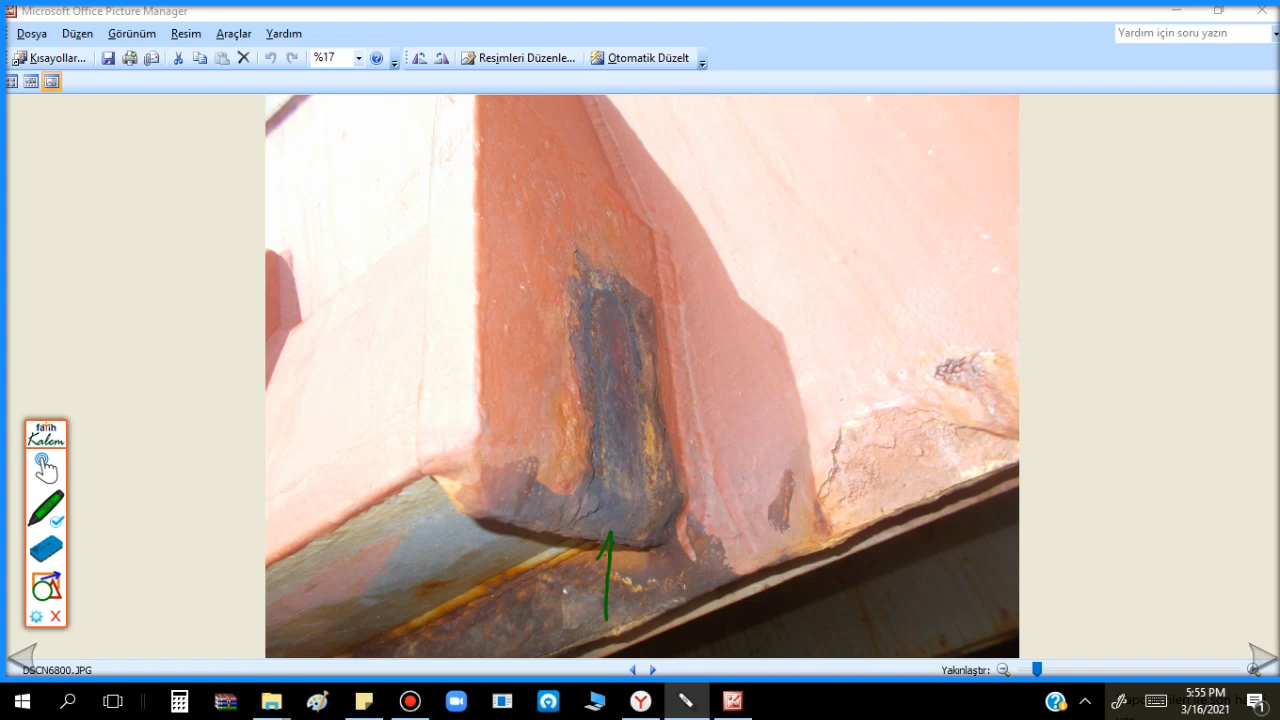 Microsoft Office Picture Manager
Dosya Düzen Görünüm Resim Araçlar Yardım
Yardım için soru yazın
Kısayollar... %17 Resimleri Düzenle... Otomatik Düzelt
fatih
Kalem
DSCN6800.JPG
Yakınlaştır:
5:55 PM
3/16/2021
1